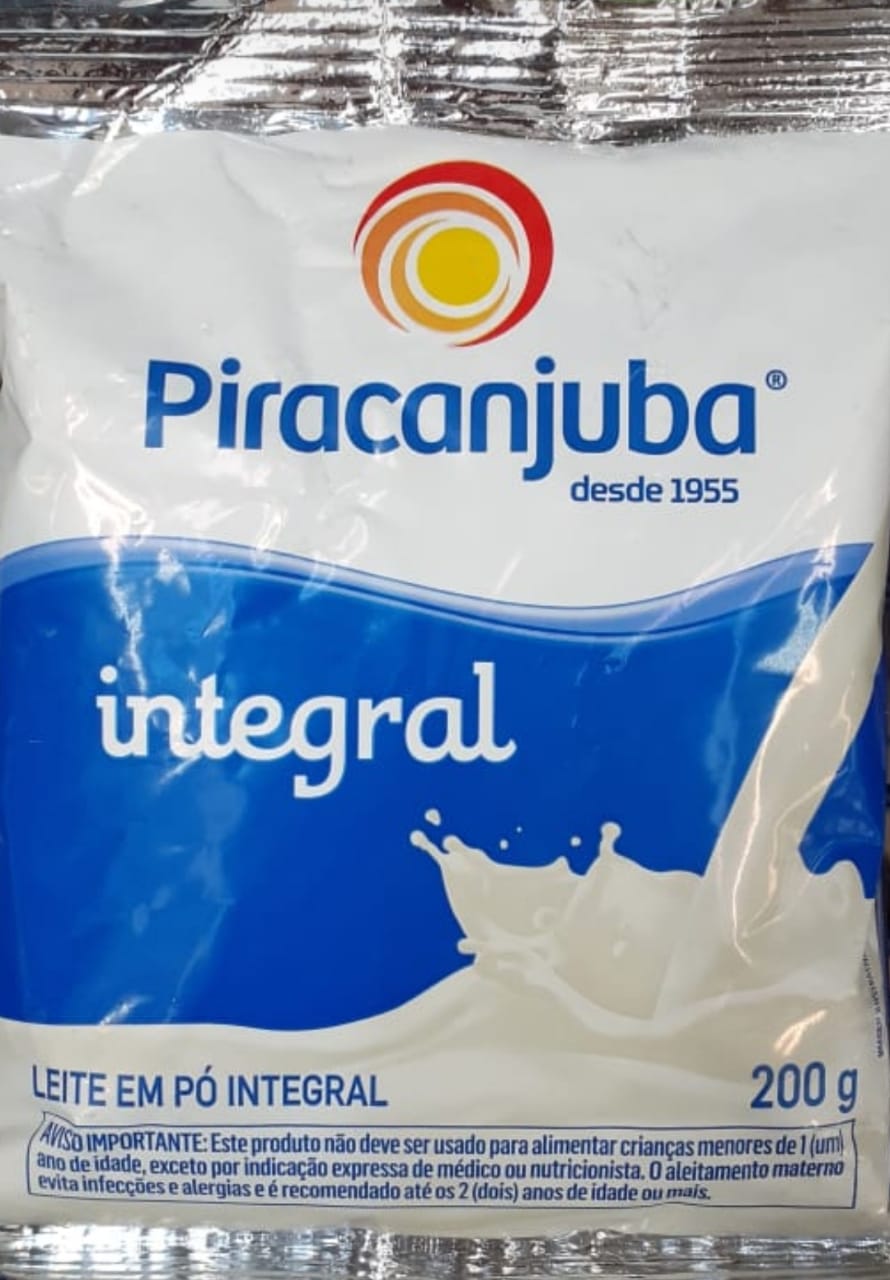 Piracanjuba®
desde 1955
integral
LEITE EM PÓ INTEGRAL
200 g
AVISO IMPORTANTE: Este produto não deve ser usado para alimentar crianças menores de 1 (um)
ano de idade, exceto por indicação expressa de médico ou nutricionista. O aleitamento materno
evita infecções e alergias e é recomendado até os 2 (dois) anos de idade ou mais.